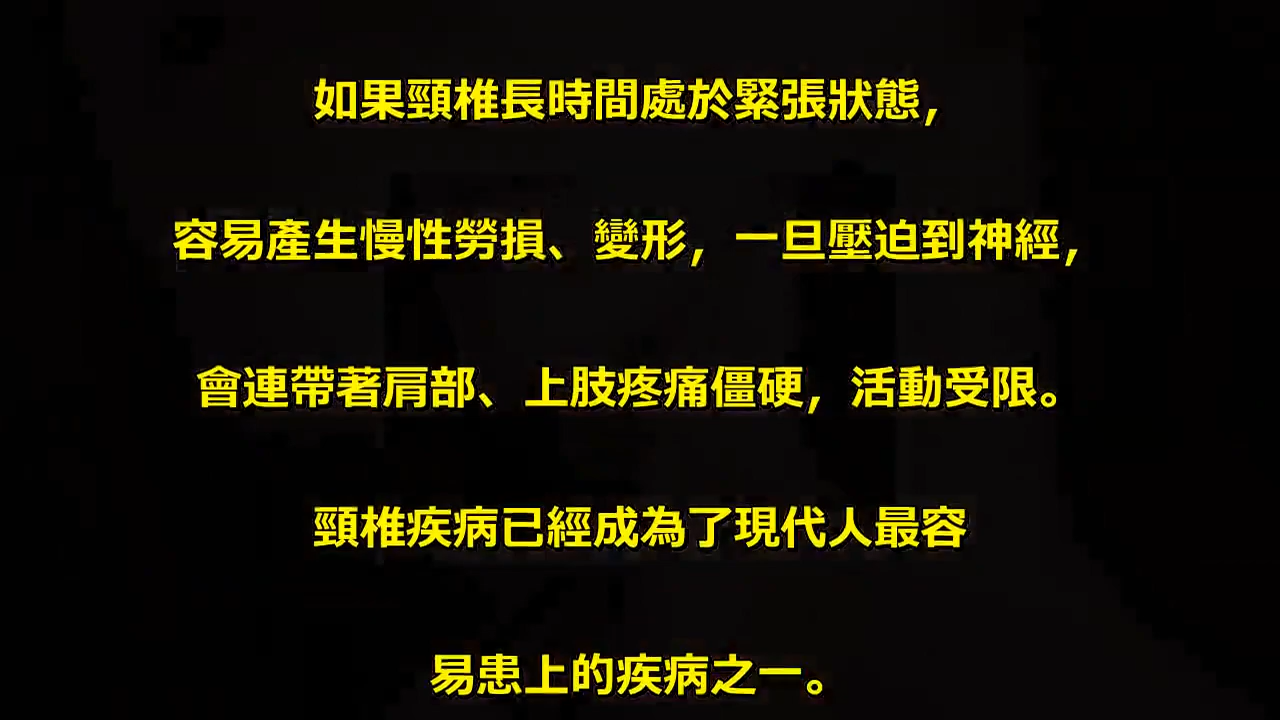 如果頸椎長時間處於緊張狀態，
容易產生慢性勞損、變形，一旦壓迫到神經，
會連帶著肩部、上肢疼痛僵硬，活動受限。
頸椎疾病已經成為了現代人最容
易患上的疾病之一。